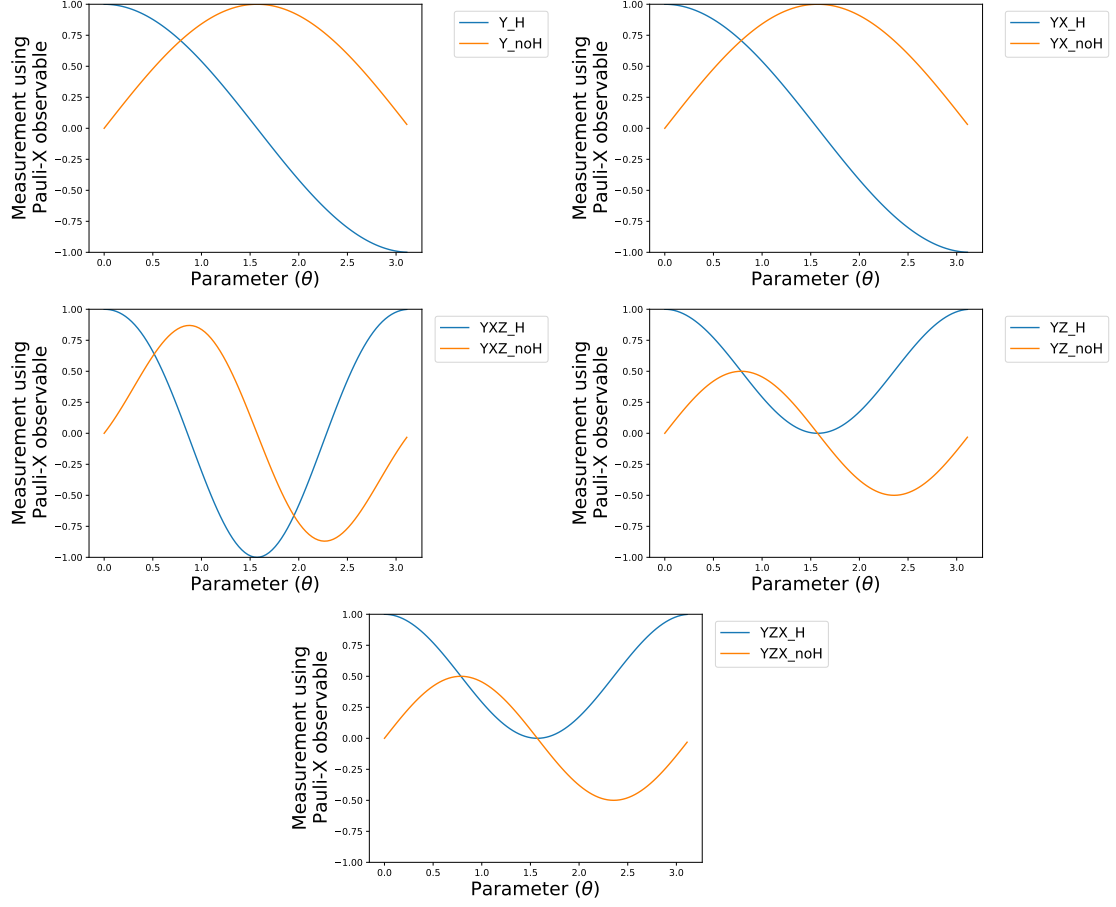 1.00
0.75
0.50
0.25
0.00
−0.25
−0.50
−0.75
−1.00
0.0 0.5 1.0 1.5 2.0 2.5 3.0
Measurement using
Pauli-X observable
Parameter (θ)
Y_H
Y_noH
1.00
0.75
0.50
0.25
0.00
−0.25
−0.50
−0.75
−1.00
0.0 0.5 1.0 1.5 2.0 2.5 3.0
Measurement using
Pauli-X observable
Parameter (θ)
YX_H
YX_noH
1.00
0.75
0.50
0.25
0.00
−0.25
−0.50
−0.75
−1.00
0.0 0.5 1.0 1.5 2.0 2.5 3.0
Measurement using
Pauli-X observable
Parameter (θ)
YXZ_H
YXZ_noH
1.00
0.75
0.50
0.25
0.00
−0.25
−0.50
−0.75
−1.00
0.0 0.5 1.0 1.5 2.0 2.5 3.0
Measurement using
Pauli-X observable
Parameter (θ)
YZ_H
YZ_noH
1.00
0.75
0.50
0.25
0.00
−0.25
−0.50
−0.75
−1.00
0.0 0.5 1.0 1.5 2.0 2.5 3.0
Measurement using
Pauli-X observable
Parameter (θ)
YZX_H
YZX_noH